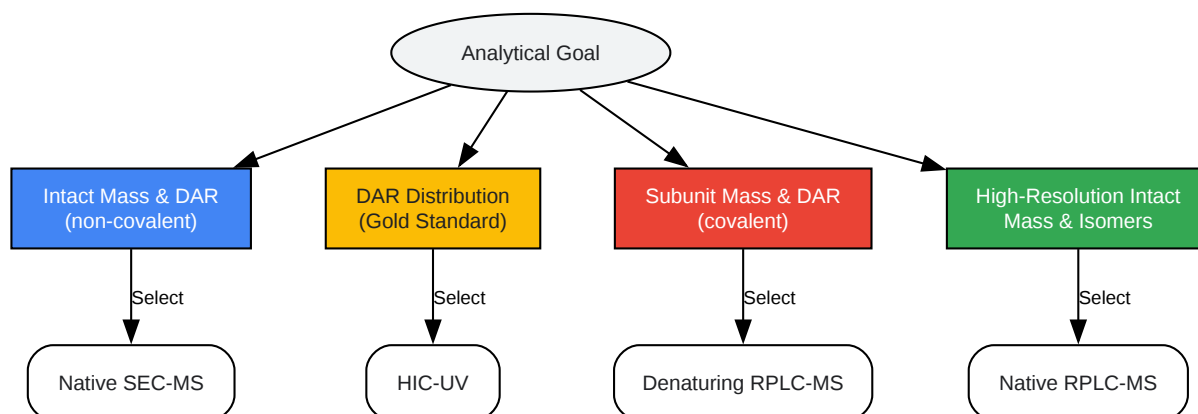 Analytical Goal
Intact Mass & DAR
(non-covalent)
DAR Distribution
(Gold Standard)
Subunit Mass & DAR
(covalent)
High-Resolution Intact
Mass & Isomers
Select
Select
Select
Select
Native SEC-MS
HIC-UV
Denaturing RPLC-MS
Native RPLC-MS